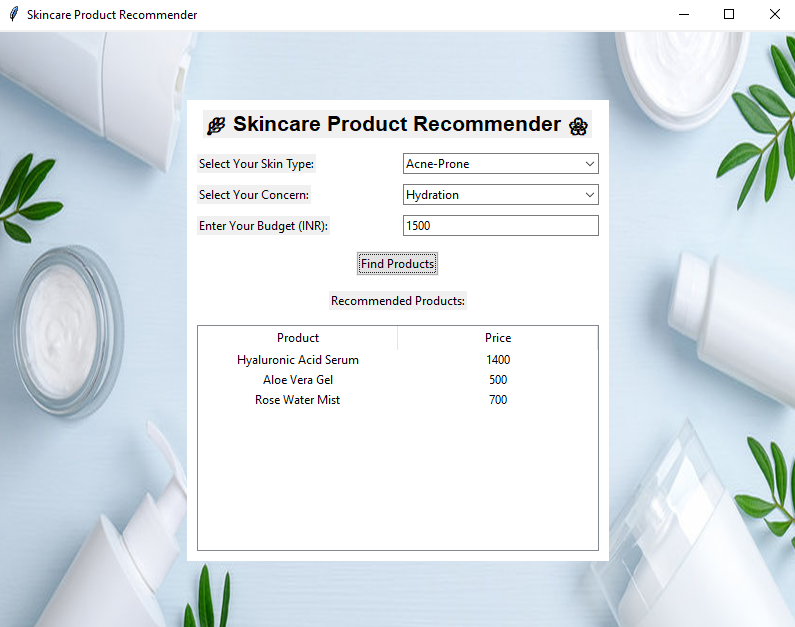 Skincare Product Recommender
Skincare Product Recommender
Select Your Skin Type: Acne-Prone
Select Your Concern: Hydration
Enter Your Budget (INR): 1500
Find Products
Recommended Products:
Product Price
Hyaluronic Acid Serum 1400
Aloe Vera Gel 500
Rose Water Mist 700